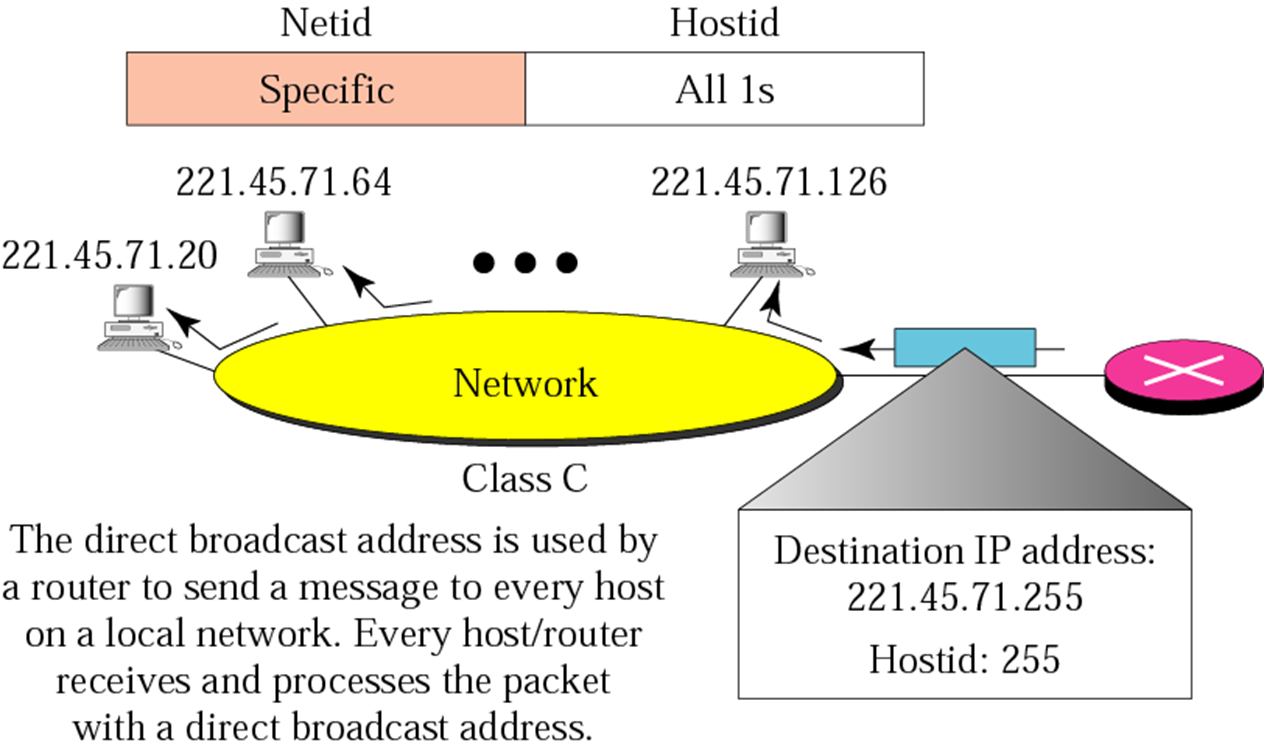 Netid
Hostid
Specific
All 1s
221.45.71.64
221.45.71.126
221.45.71.20
Network
Class C
The direct broadcast address is used by
a router to send a message to every host
on a local network. Every host/router
receives and processes the packet
with a direct broadcast address.
Destination IP address:
221.45.71.255
Hostid: 255